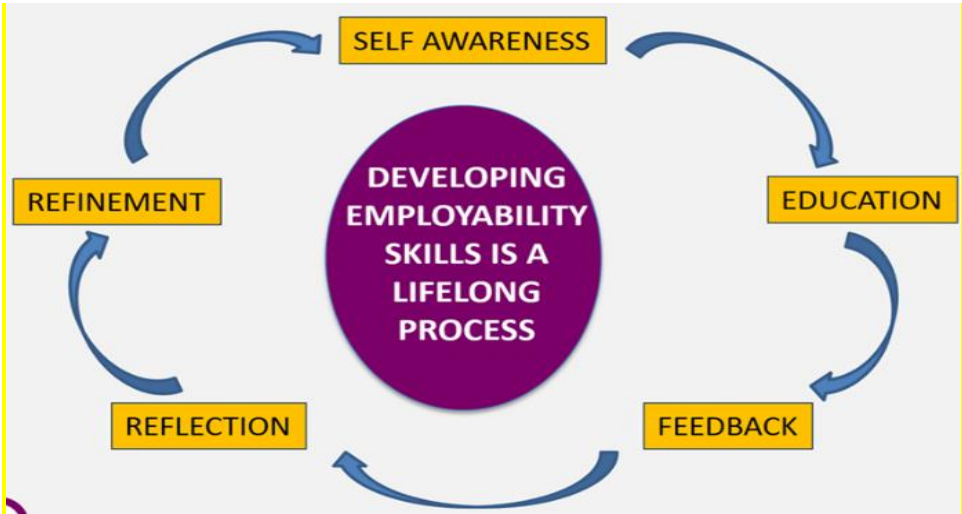 SELF AWARENESS
EDUCATION
FEEDBACK
REFLECTION
REFINEMENT
DEVELOPING
EMPLOYABILITY
SKILLS IS A
LIFELONG
PROCESS